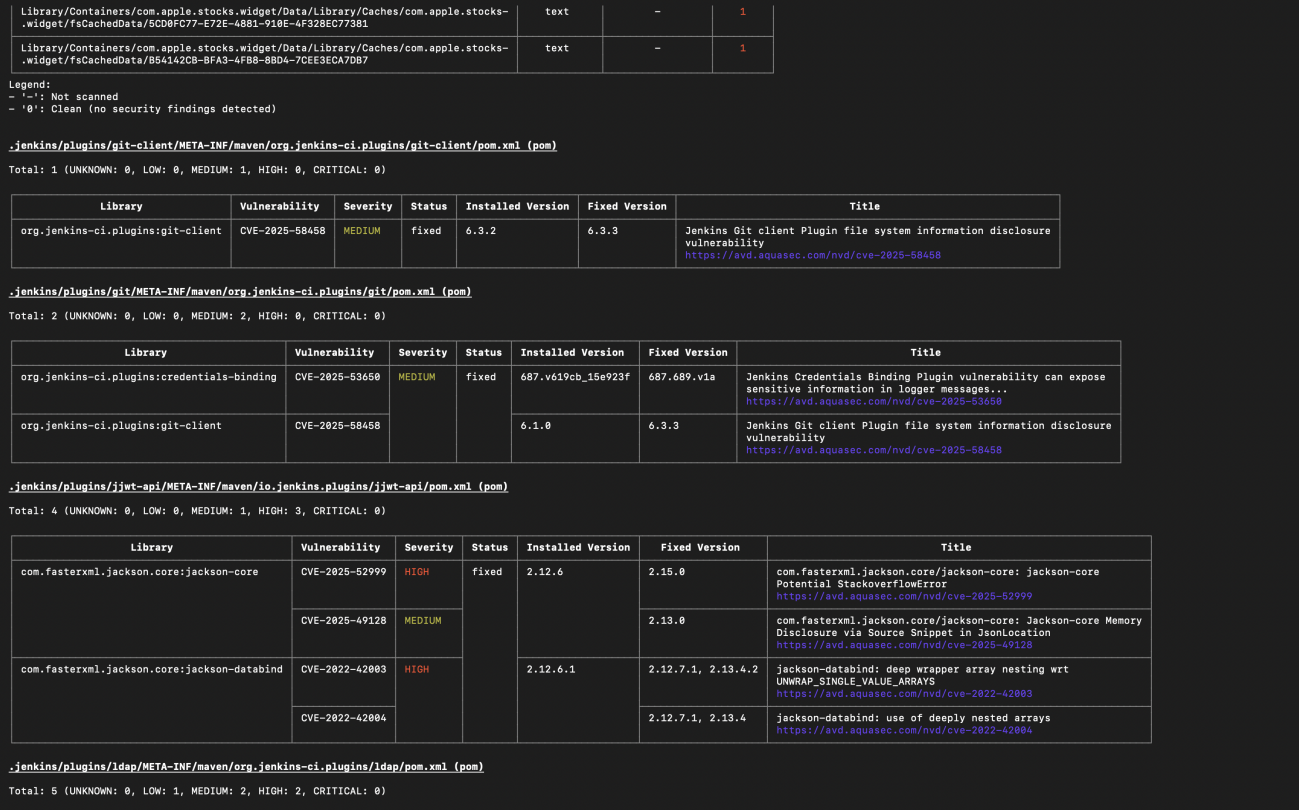 Library/Containers/com.apple.stocks.widget/Data/Library/Caches/com.apple.stocks- text - 1
.widget/fsCachedData/5CD0FC77-E72E-4881-910E-4F328EC77381
Library/Containers/com.apple.stocks.widget/Data/Library/Caches/com.apple.stocks- text - 1
.widget/fsCachedData/B54142CB-BFA3-4FB8-8BD4-7CEE3ECA7DB7
Legend:
- '-': Not scanned
- '0': Clean (no security findings detected)
.jenkins/plugins/git-client/META-INF/maven/org.jenkins-ci.plugins/git-client/pom.xml (pom)
Total: 1 (UNKNOWN: 0, LOW: 0, MEDIUM: 1, HIGH: 0, CRITICAL: 0)
Library Vulnerability Severity Status Installed Version Fixed Version Title
org.jenkins-ci.plugins:git-client CVE-2025-58458 MEDIUM fixed 6.3.2 6.3.3 Jenkins Git client Plugin file system information disclosure
vulnerability
https://avd.aquasec.com/nvd/cve-2025-58458
.jenkins/plugins/git/META-INF/maven/org.jenkins-ci.plugins/git/pom.xml (pom)
Total: 2 (UNKNOWN: 0, LOW: 0, MEDIUM: 2, HIGH: 0, CRITICAL: 0)
Library Vulnerability Severity Status Installed Version Fixed Version Title
org.jenkins-ci.plugins:credentials-binding CVE-2025-53650 MEDIUM fixed 687.v619cb_15e923f 687.689.v1a Jenkins Credentials Binding Plugin vulnerability can expose
sensitive information in logger messages...
https://avd.aquasec.com/nvd/cve-2025-53650
org.jenkins-ci.plugins:git-client CVE-2025-58458 6.1.0 6.3.3 Jenkins Git client Plugin file system information disclosure
vulnerability
https://avd.aquasec.com/nvd/cve-2025-58458
.jenkins/plugins/jjwt-api/META-INF/maven/io.jenkins.plugins/jjwt-api/pom.xml (pom)
Total: 4 (UNKNOWN: 0, LOW: 0, MEDIUM: 1, HIGH: 3, CRITICAL: 0)
Library Vulnerability Severity Status Installed Version Fixed Version Title
com.fasterxml.jackson.core:jackson-core CVE-2025-52999 HIGH fixed 2.12.6 2.15.0 com.fasterxml.jackson.core/jackson-core: jackson-core
Potential StackoverflowError
https://avd.aquasec.com/nvd/cve-2025-52999
CVE-2025-49128 MEDIUM 2.13.0 com.fasterxml.jackson.core/jackson-core: Jackson-core Memory
Disclosure via Source Snippet in JsonLocation
https://avd.aquasec.com/nvd/cve-2025-49128
com.fasterxml.jackson.core:jackson-databind CVE-2022-42003 HIGH 2.12.6.1 2.12.7.1, 2.13.4.2 jackson-databind: deep wrapper array nesting wrt
UNWRAP_SINGLE_VALUE_ARRAYS
https://avd.aquasec.com/nvd/cve-2022-42003
CVE-2022-42004 2.12.7.1, 2.13.4 jackson-databind: use of deeply nested arrays
https://avd.aquasec.com/nvd/cve-2022-42004
.jenkins/plugins/ldap/META-INF/maven/org.jenkins-ci.plugins/ldap/pom.xml (pom)
Total: 5 (UNKNOWN: 0, LOW: 1, MEDIUM: 2, HIGH: 2, CRITICAL: 0)